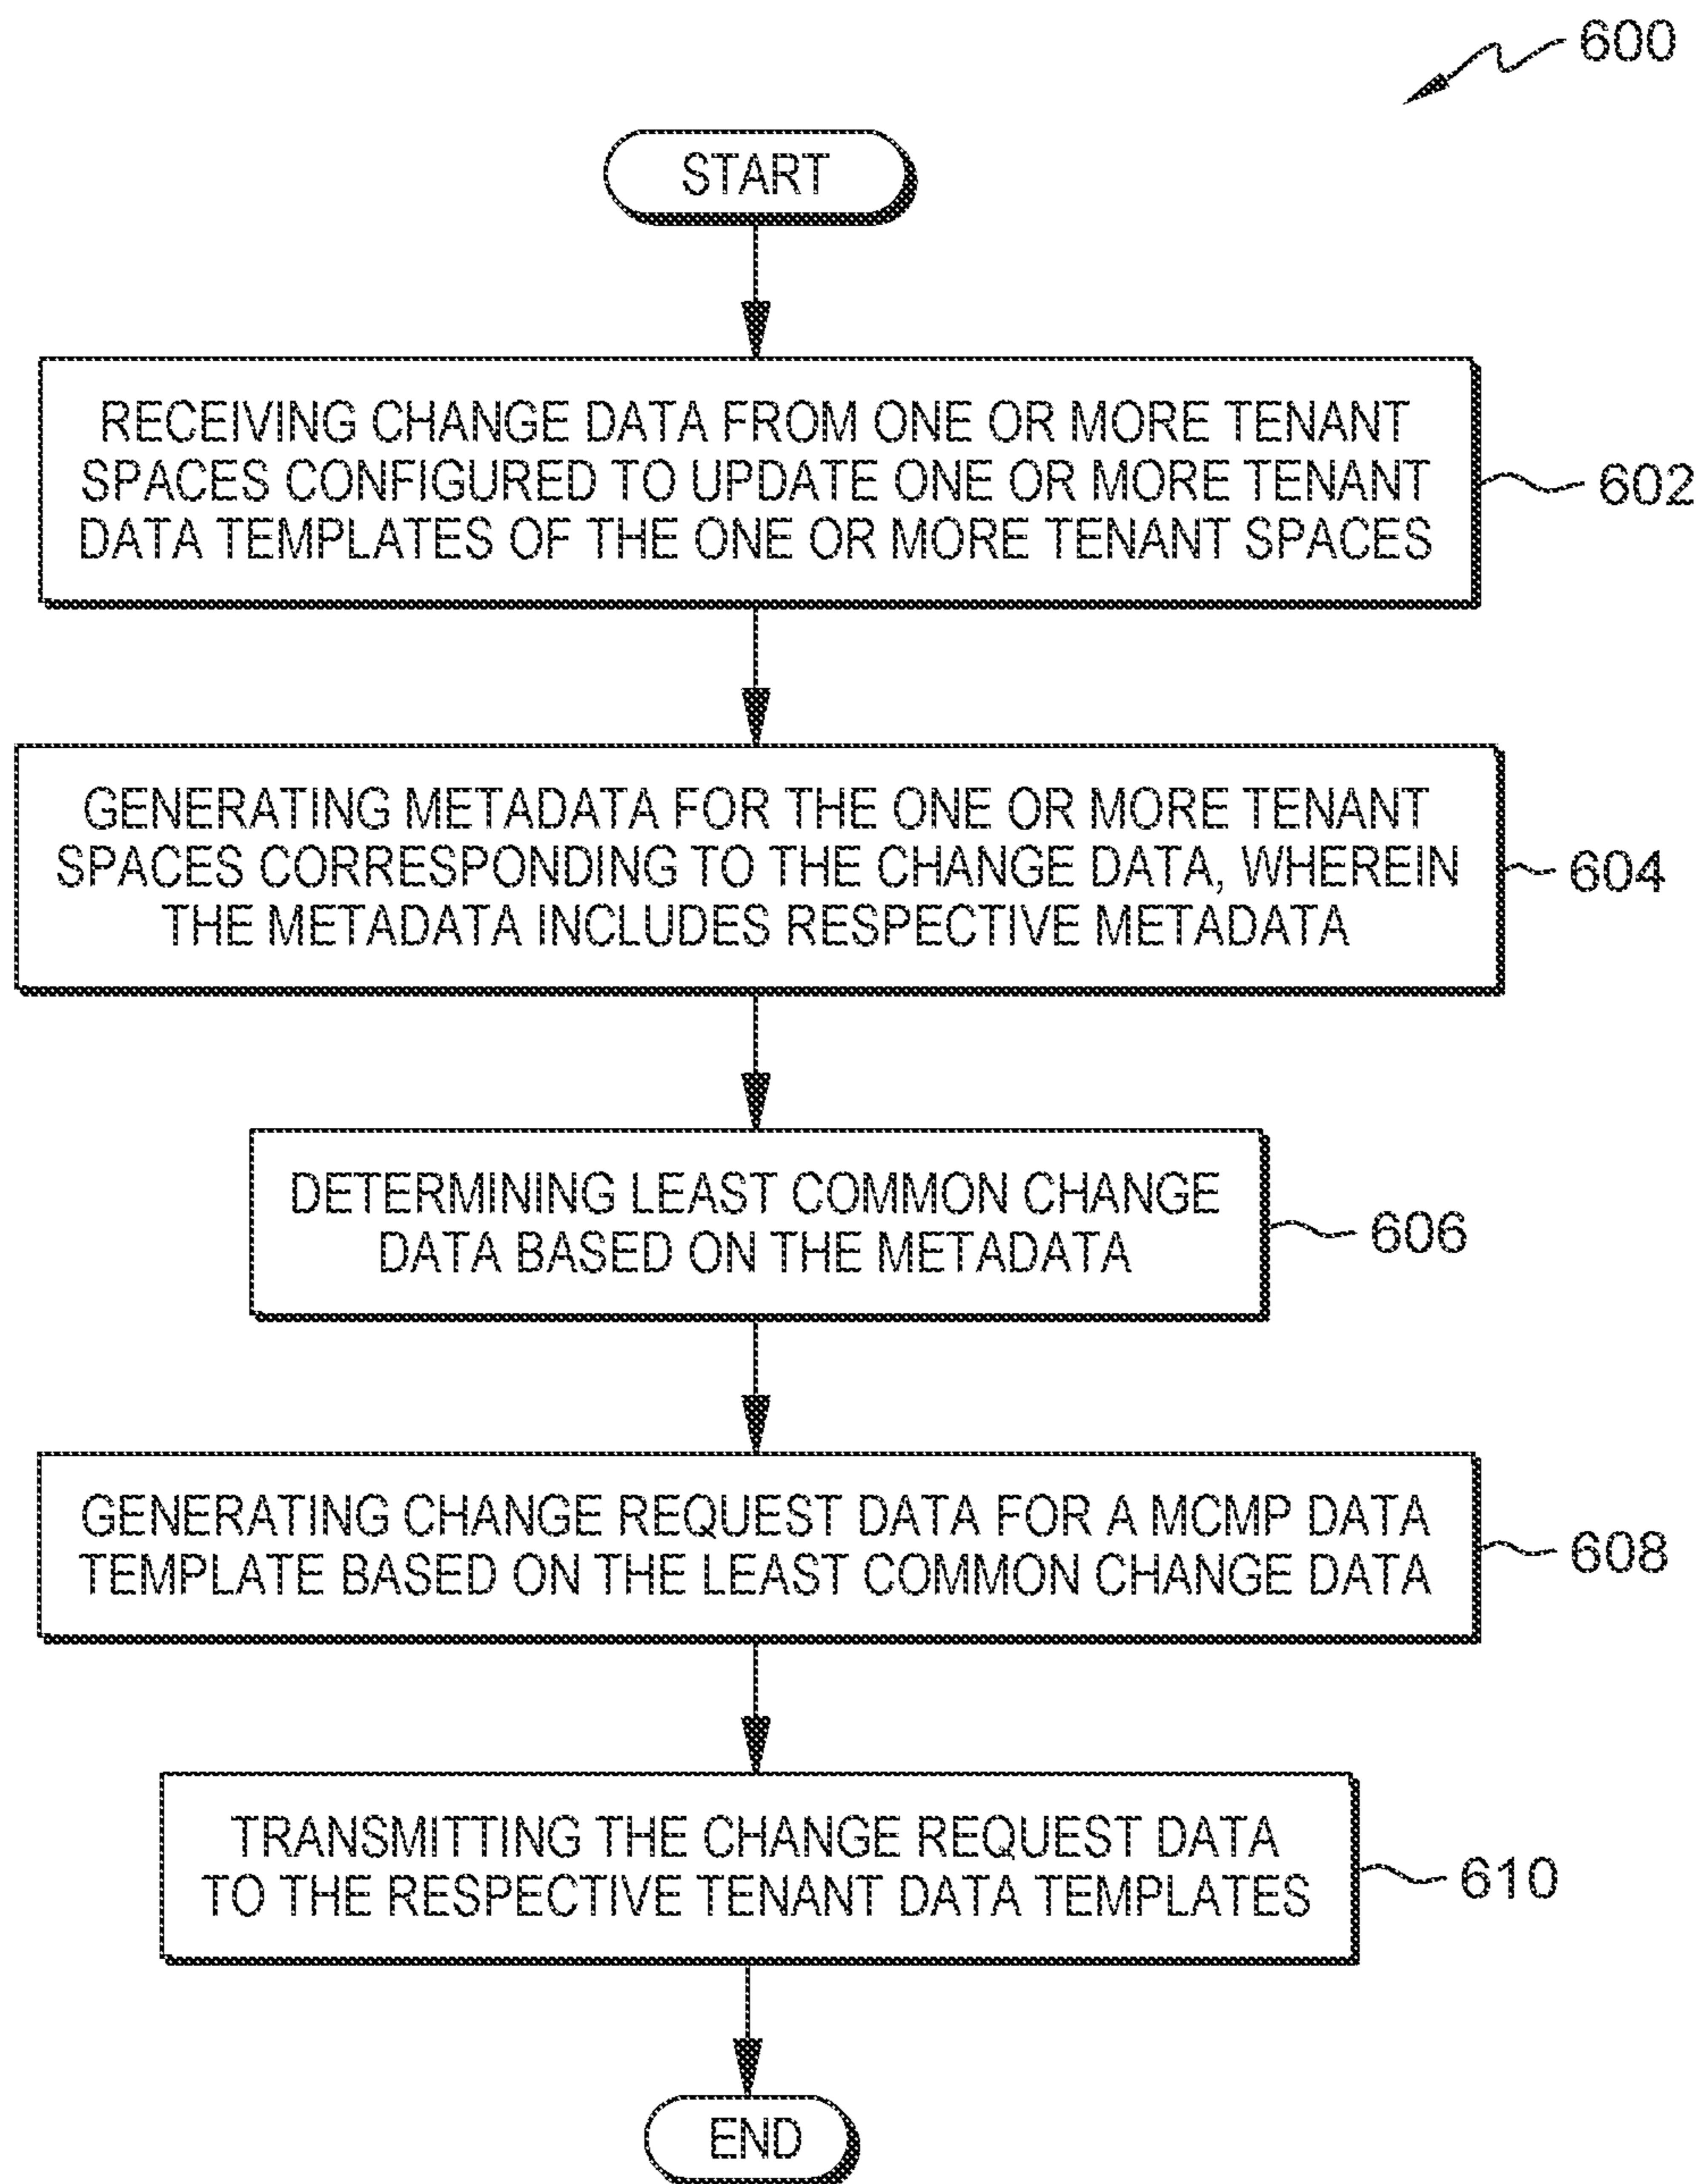 600
START
RECEIVING CHANGE DATA FROM ONE OR MORE TENANT
SPACES CONFIGURED TO UPDATE ONE OR MORE TENANT
DATA TEMPLATES OF THE ONE OR MORE TENANT SPACES
602
GENERATING METADATA FOR THE ONE OR MORE TENANT
SPACES CORRESPONDING TO THE CHANGE DATA, WHEREIN
THE METADATA INCLUDES RESPECTIVE METADATA
604
DETERMINING LEAST COMMON CHANGE
DATA BASED ON THE METADATA
606
GENERATING CHANGE REQUEST DATA FOR A MCMP DATA
TEMPLATE BASED ON THE LEAST COMMON CHANGE DATA
608
TRANSMITTING THE CHANGE REQUEST DATA
TO THE RESPECTIVE TENANT DATA TEMPLATES
610
END